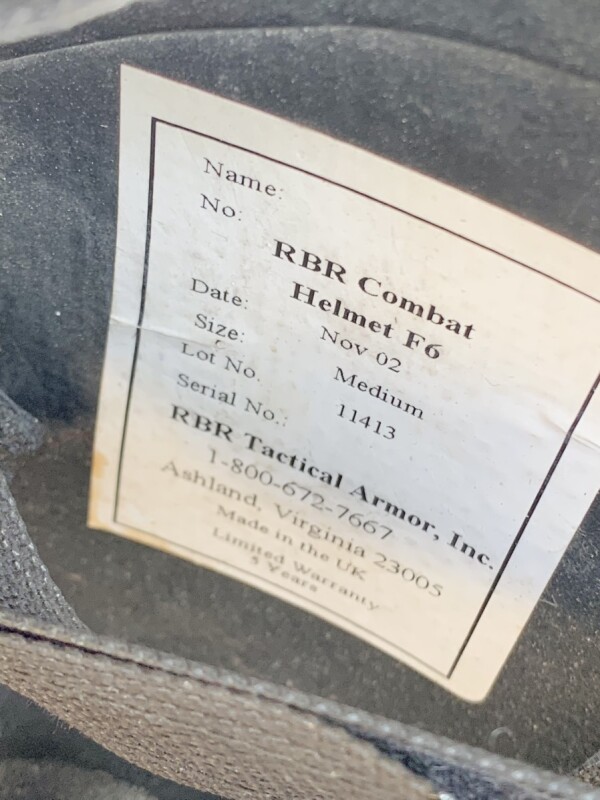 Name:
No:
RBR Combat
Helmet F6
Date: Nov 02
Size: Medium
Lot No. 11413
Serial No.:
RBR Tactical Armor, Inc.
1-800-672-7667
Ashland, Virginia 23005
Made in the UK
Limited Warranty
5 Years